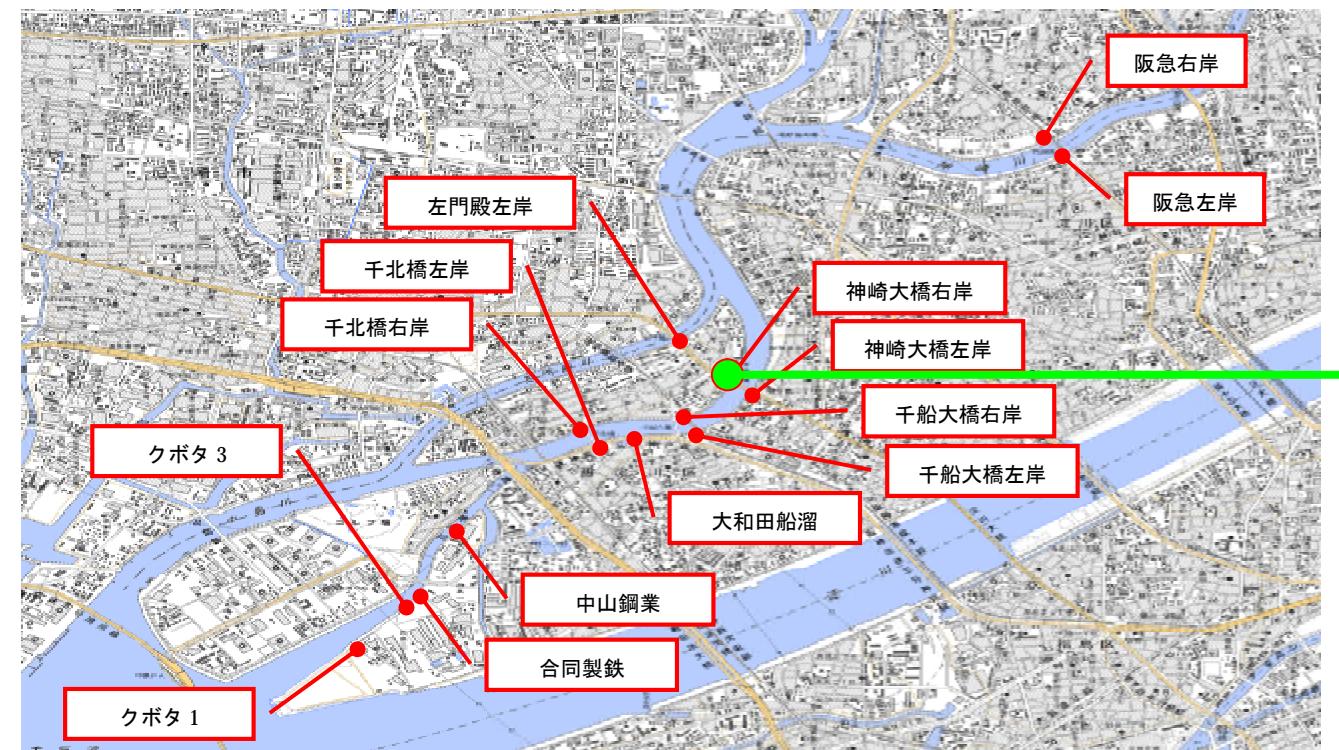 阪急右岸
阪急左岸
左門殿左岸
千北橋左岸
千北橋右岸
神崎大橋右岸
神崎大橋左岸
千船大橋右岸
千船大橋左岸
クボタ 3
大和田船溜
中山鋼業
合同製鉄
クボタ 1